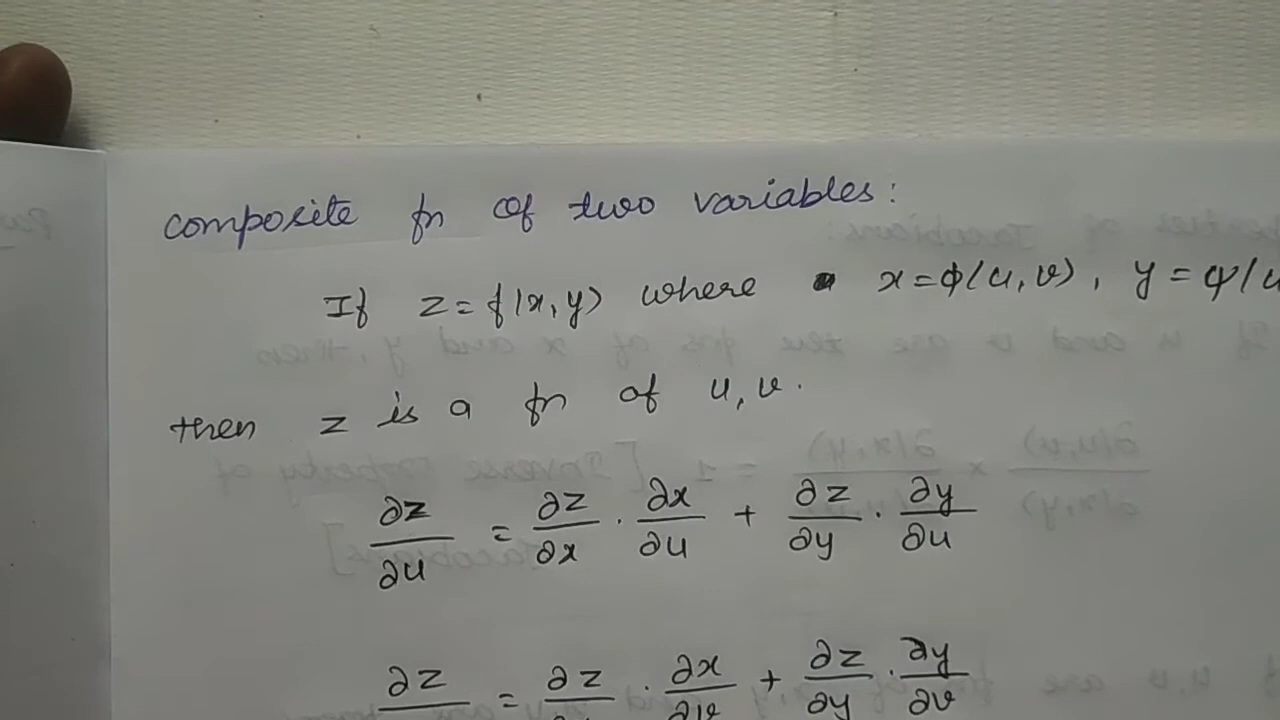 composite fn of two variables:
If z = f(x, y) where x = φ(u, v), y = ψ(u
then z is a fn of u, v.
∂z/∂u = ∂z/∂x · ∂x/∂u + ∂z/∂y · ∂y/∂u
∂z = ∂z · ∂x/∂v + ∂z/∂y · ∂y/∂v